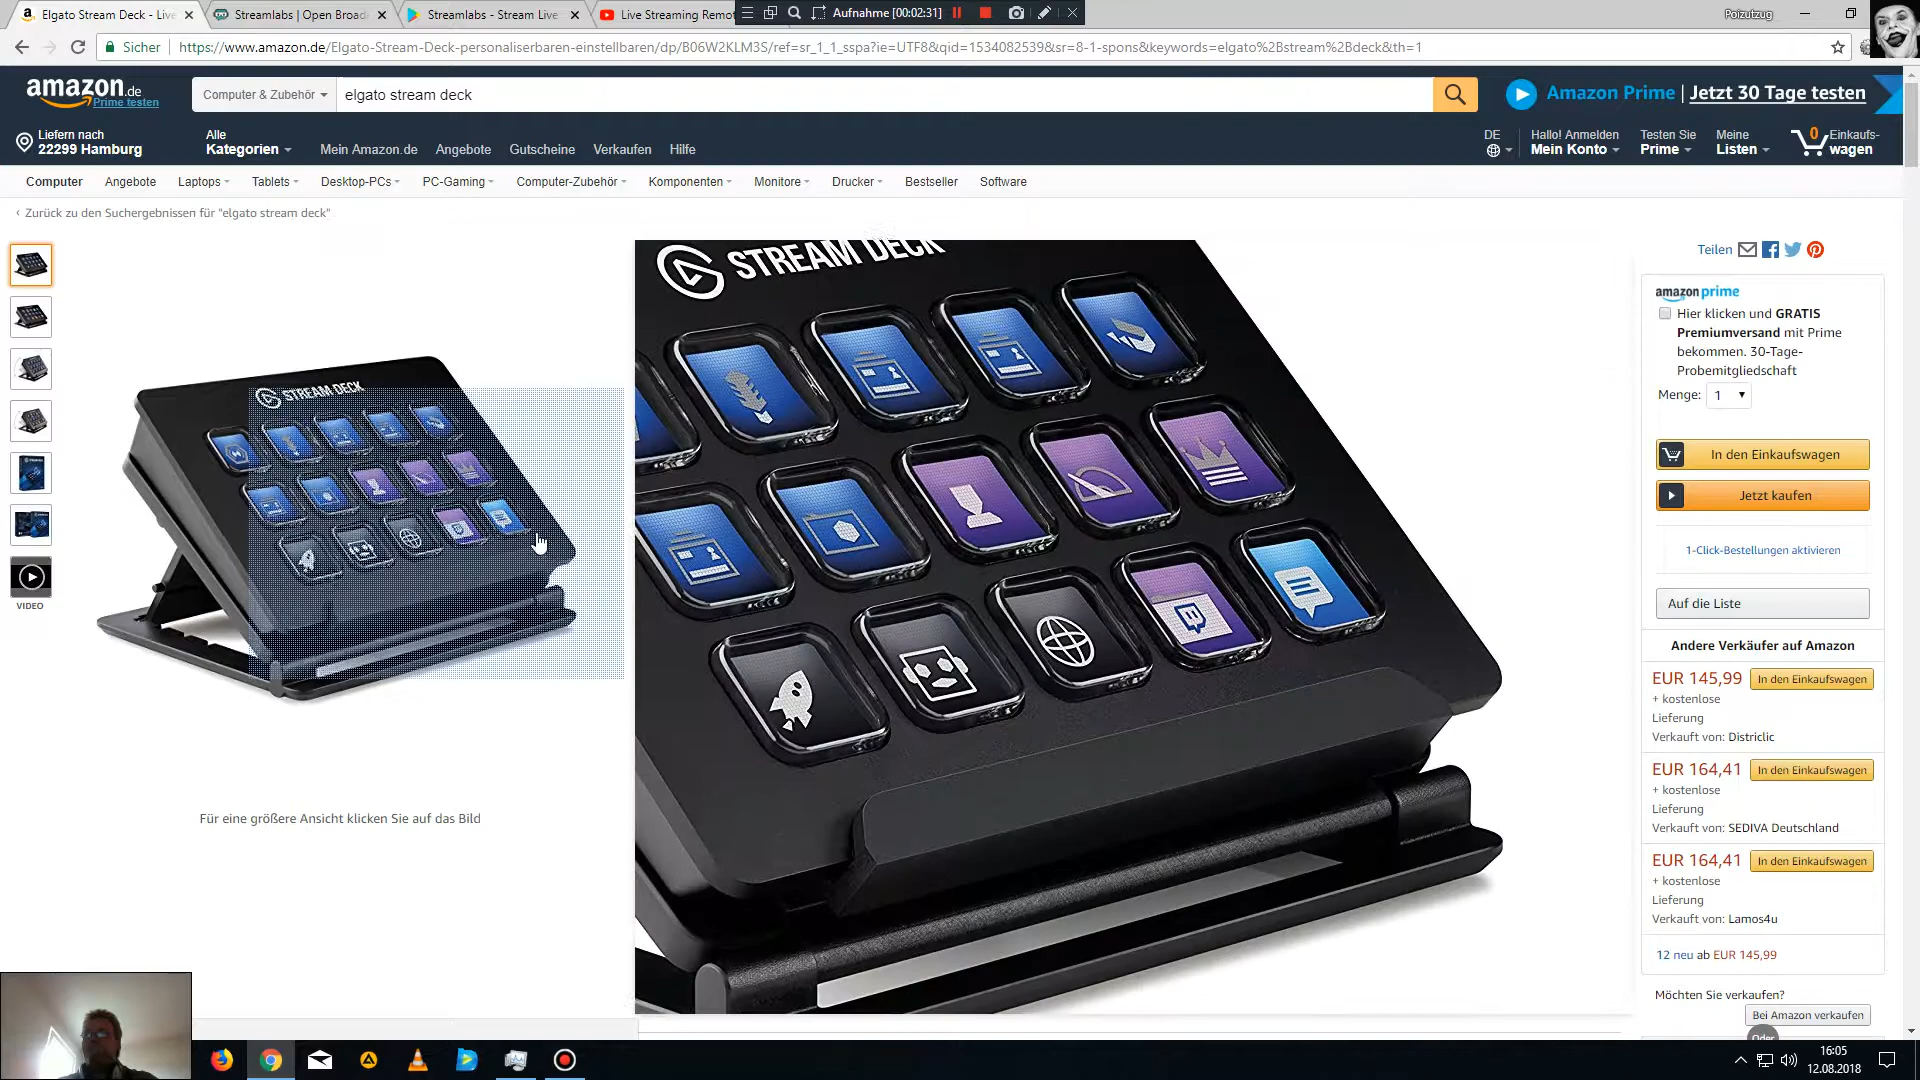 Elgato Stream Deck - Live
Streamlabs | Open Broad
Streamlabs - Stream Live
Live Streaming Remo
Aufnahme [00:02:31]
Poizutzug
Sicher
https://www.amazon.de/Elgato-Stream-Deck-personaliserbaren-einstellbaren/dp/B06W2KLM3S/ref=sr_1_1_sspa?ie=UTF8&qid=1534082539&sr=8-1-spons&keywords=elgato%2Bstream%2Bdeck&th=1
amazon.de
Prime testen
Computer & Zubehör
elgato stream deck
Amazon Prime | Jetzt 30 Tage testen
Liefern nach
22299 Hamburg
Alle
Kategorien
Mein Amazon.de
Angebote
Gutscheine
Verkaufen
Hilfe
DE
Hallo! Anmelden
Mein Konto
Testen Sie
Prime
Meine
Listen
0
Einkaufs-
wagen
Computer
Angebote
Laptops
Tablets
Desktop-PCs
PC-Gaming
Computer-Zubehör
Komponenten
Monitore
Drucker
Bestseller
Software
‹ Zurück zu den Suchergebnissen für "elgato stream deck"
VIDEO
STREAM DECK
Für eine größere Ansicht klicken Sie auf das Bild
STREAM DECK
Teilen
amazon prime
Hier klicken und GRATIS
Premiumversand mit Prime
bekommen. 30-Tage-
Probemitgliedschaft
Menge: 1
In den Einkaufswagen
Jetzt kaufen
1-Click-Bestellungen aktivieren
Auf die Liste
Andere Verkäufer auf Amazon
EUR 145,99
In den Einkaufswagen
+ kostenlose
Lieferung
Verkauft von: Districlic
EUR 164,41
In den Einkaufswagen
+ kostenlose
Lieferung
Verkauft von: SEDIVA Deutschland
EUR 164,41
In den Einkaufswagen
+ kostenlose
Lieferung
Verkauft von: Lamos4u
12 neu ab EUR 145,99
Möchten Sie verkaufen?
Bei Amazon verkaufen
Oder
16:05
12.08.2018